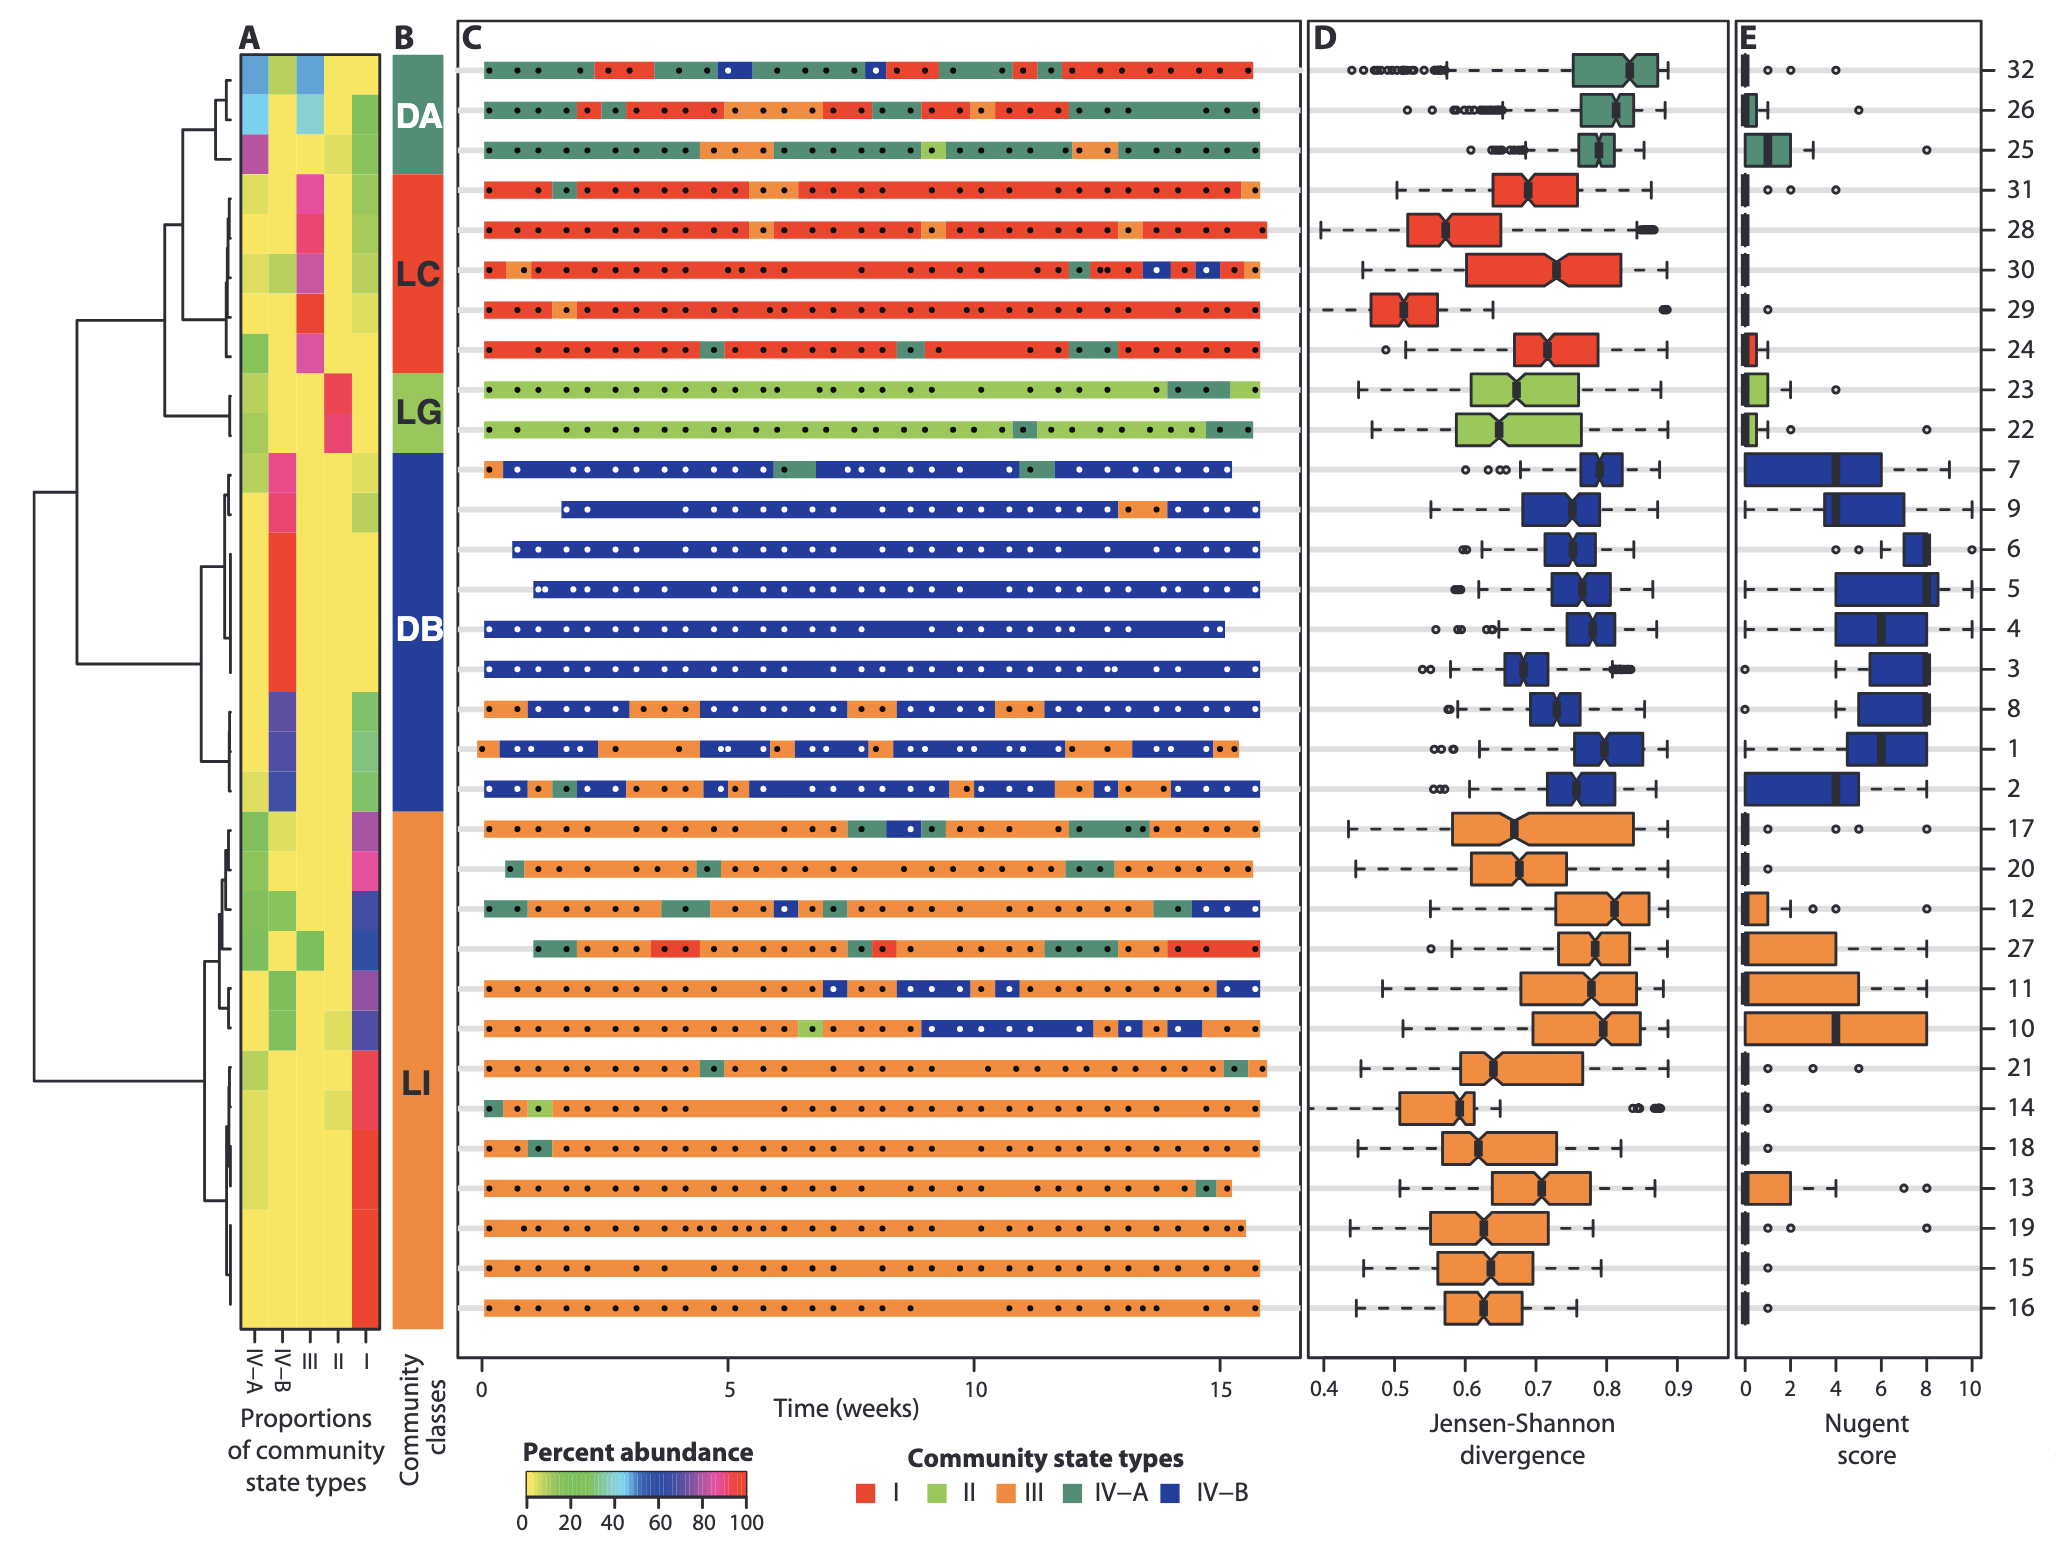 A
B
C
D
E
DA
LC
LG
DB
LI
32
26
25
31
28
30
29
24
23
22
7
9
6
5
4
3
8
1
2
17
20
12
27
11
10
21
14
18
13
19
15
16
IV–A
IV–B
III
II
I
Proportions
of community
state types
Community
classes
0 5 10 15
Time (weeks)
0.4 0.5 0.6 0.7 0.8 0.9
Jensen-Shannon
divergence
0 2 4 6 8 10
Nugent
score
Percent abundance
0 20 40 60 80 100
Community state types
I II III IV–A IV–B